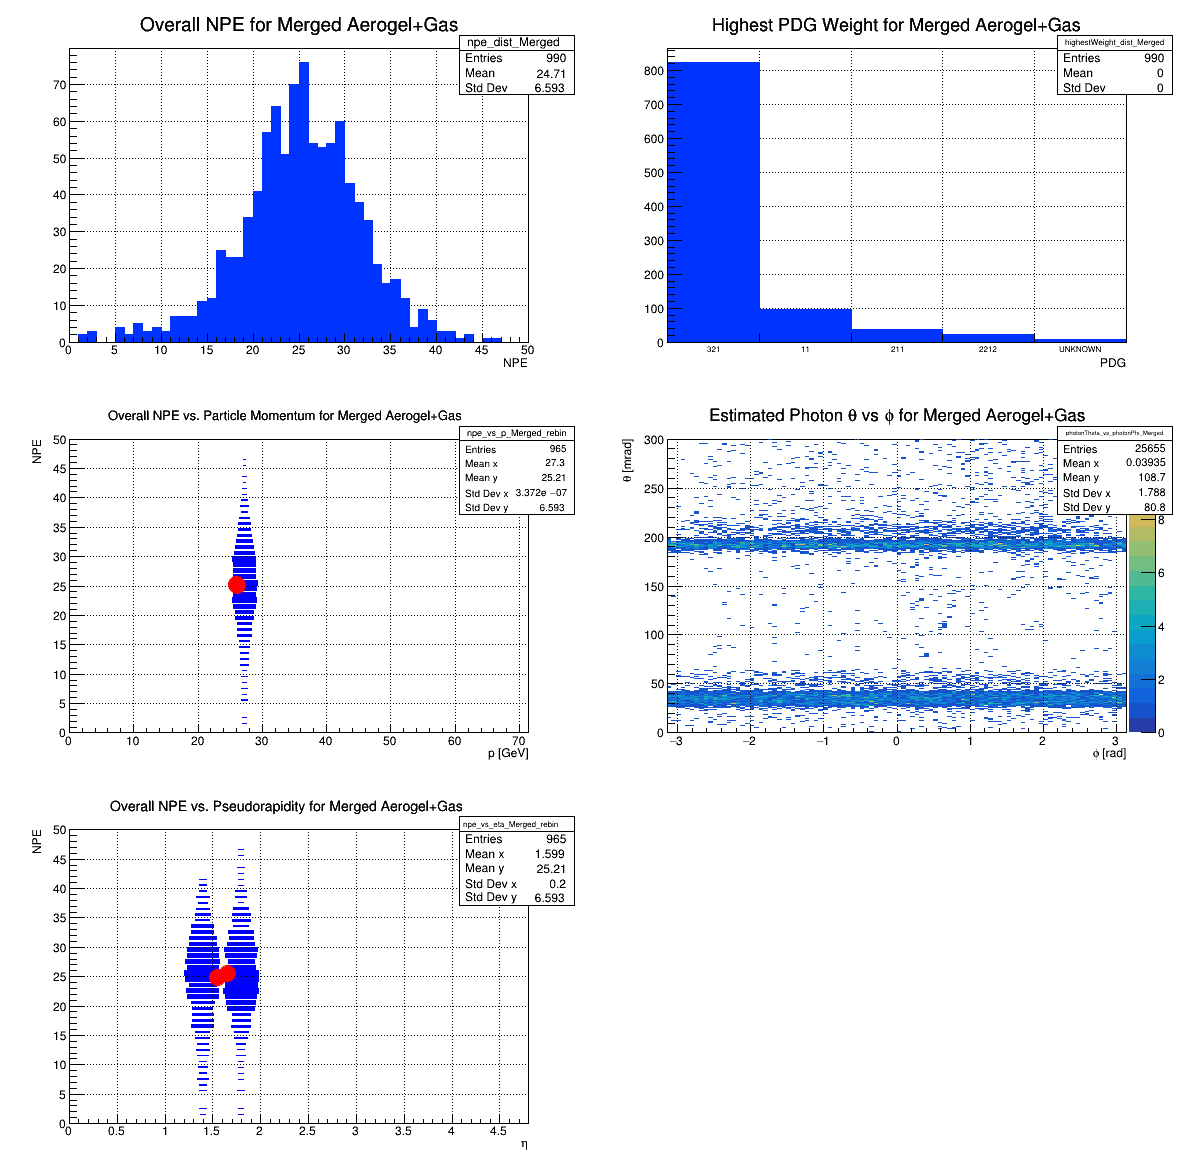 Overall NPE for Merged Aerogel+Gas
npe_dist_Merged
Entries 990
Mean 24.71
Std Dev 6.593
70
60
50
40
30
20
10
0
0 5 10 15 20 25 30 35 40 45 50
NPE
Highest PDG Weight for Merged Aerogel+Gas
highestWeight_dist_Merged
Entries 990
Mean 0
Std Dev 0
800
700
600
500
400
300
200
100
0
321 11 211 2212 UNKNOWN
PDG
Overall NPE vs. Particle Momentum for Merged Aerogel+Gas
npe_vs_p_Merged_rebin
Entries 965
Mean x 27.3
Mean y 25.21
Std Dev x 3.372e −07
Std Dev y 6.593
NPE
50
45
40
35
30
25
20
15
10
5
0
0 10 20 30 40 50 60 70
p [GeV]
Estimated Photon θ vs ϕ for Merged Aerogel+Gas
photonTheta_vs_photonPhi_Merged
Entries 25655
Mean x 0.03935
Mean y 108.7
Std Dev x 1.788
Std Dev y 80.8
θ [mrad]
300
250
200
150
100
50
0
−3 −2 −1 0 1 2 3
ϕ [rad]
8
6
4
2
0
Overall NPE vs. Pseudorapidity for Merged Aerogel+Gas
npe_vs_eta_Merged_rebin
Entries 965
Mean x 1.599
Mean y 25.21
Std Dev x 0.2
Std Dev y 6.593
NPE
50
45
40
35
30
25
20
15
10
5
0
0 0.5 1 1.5 2 2.5 3 3.5 4 4.5
η